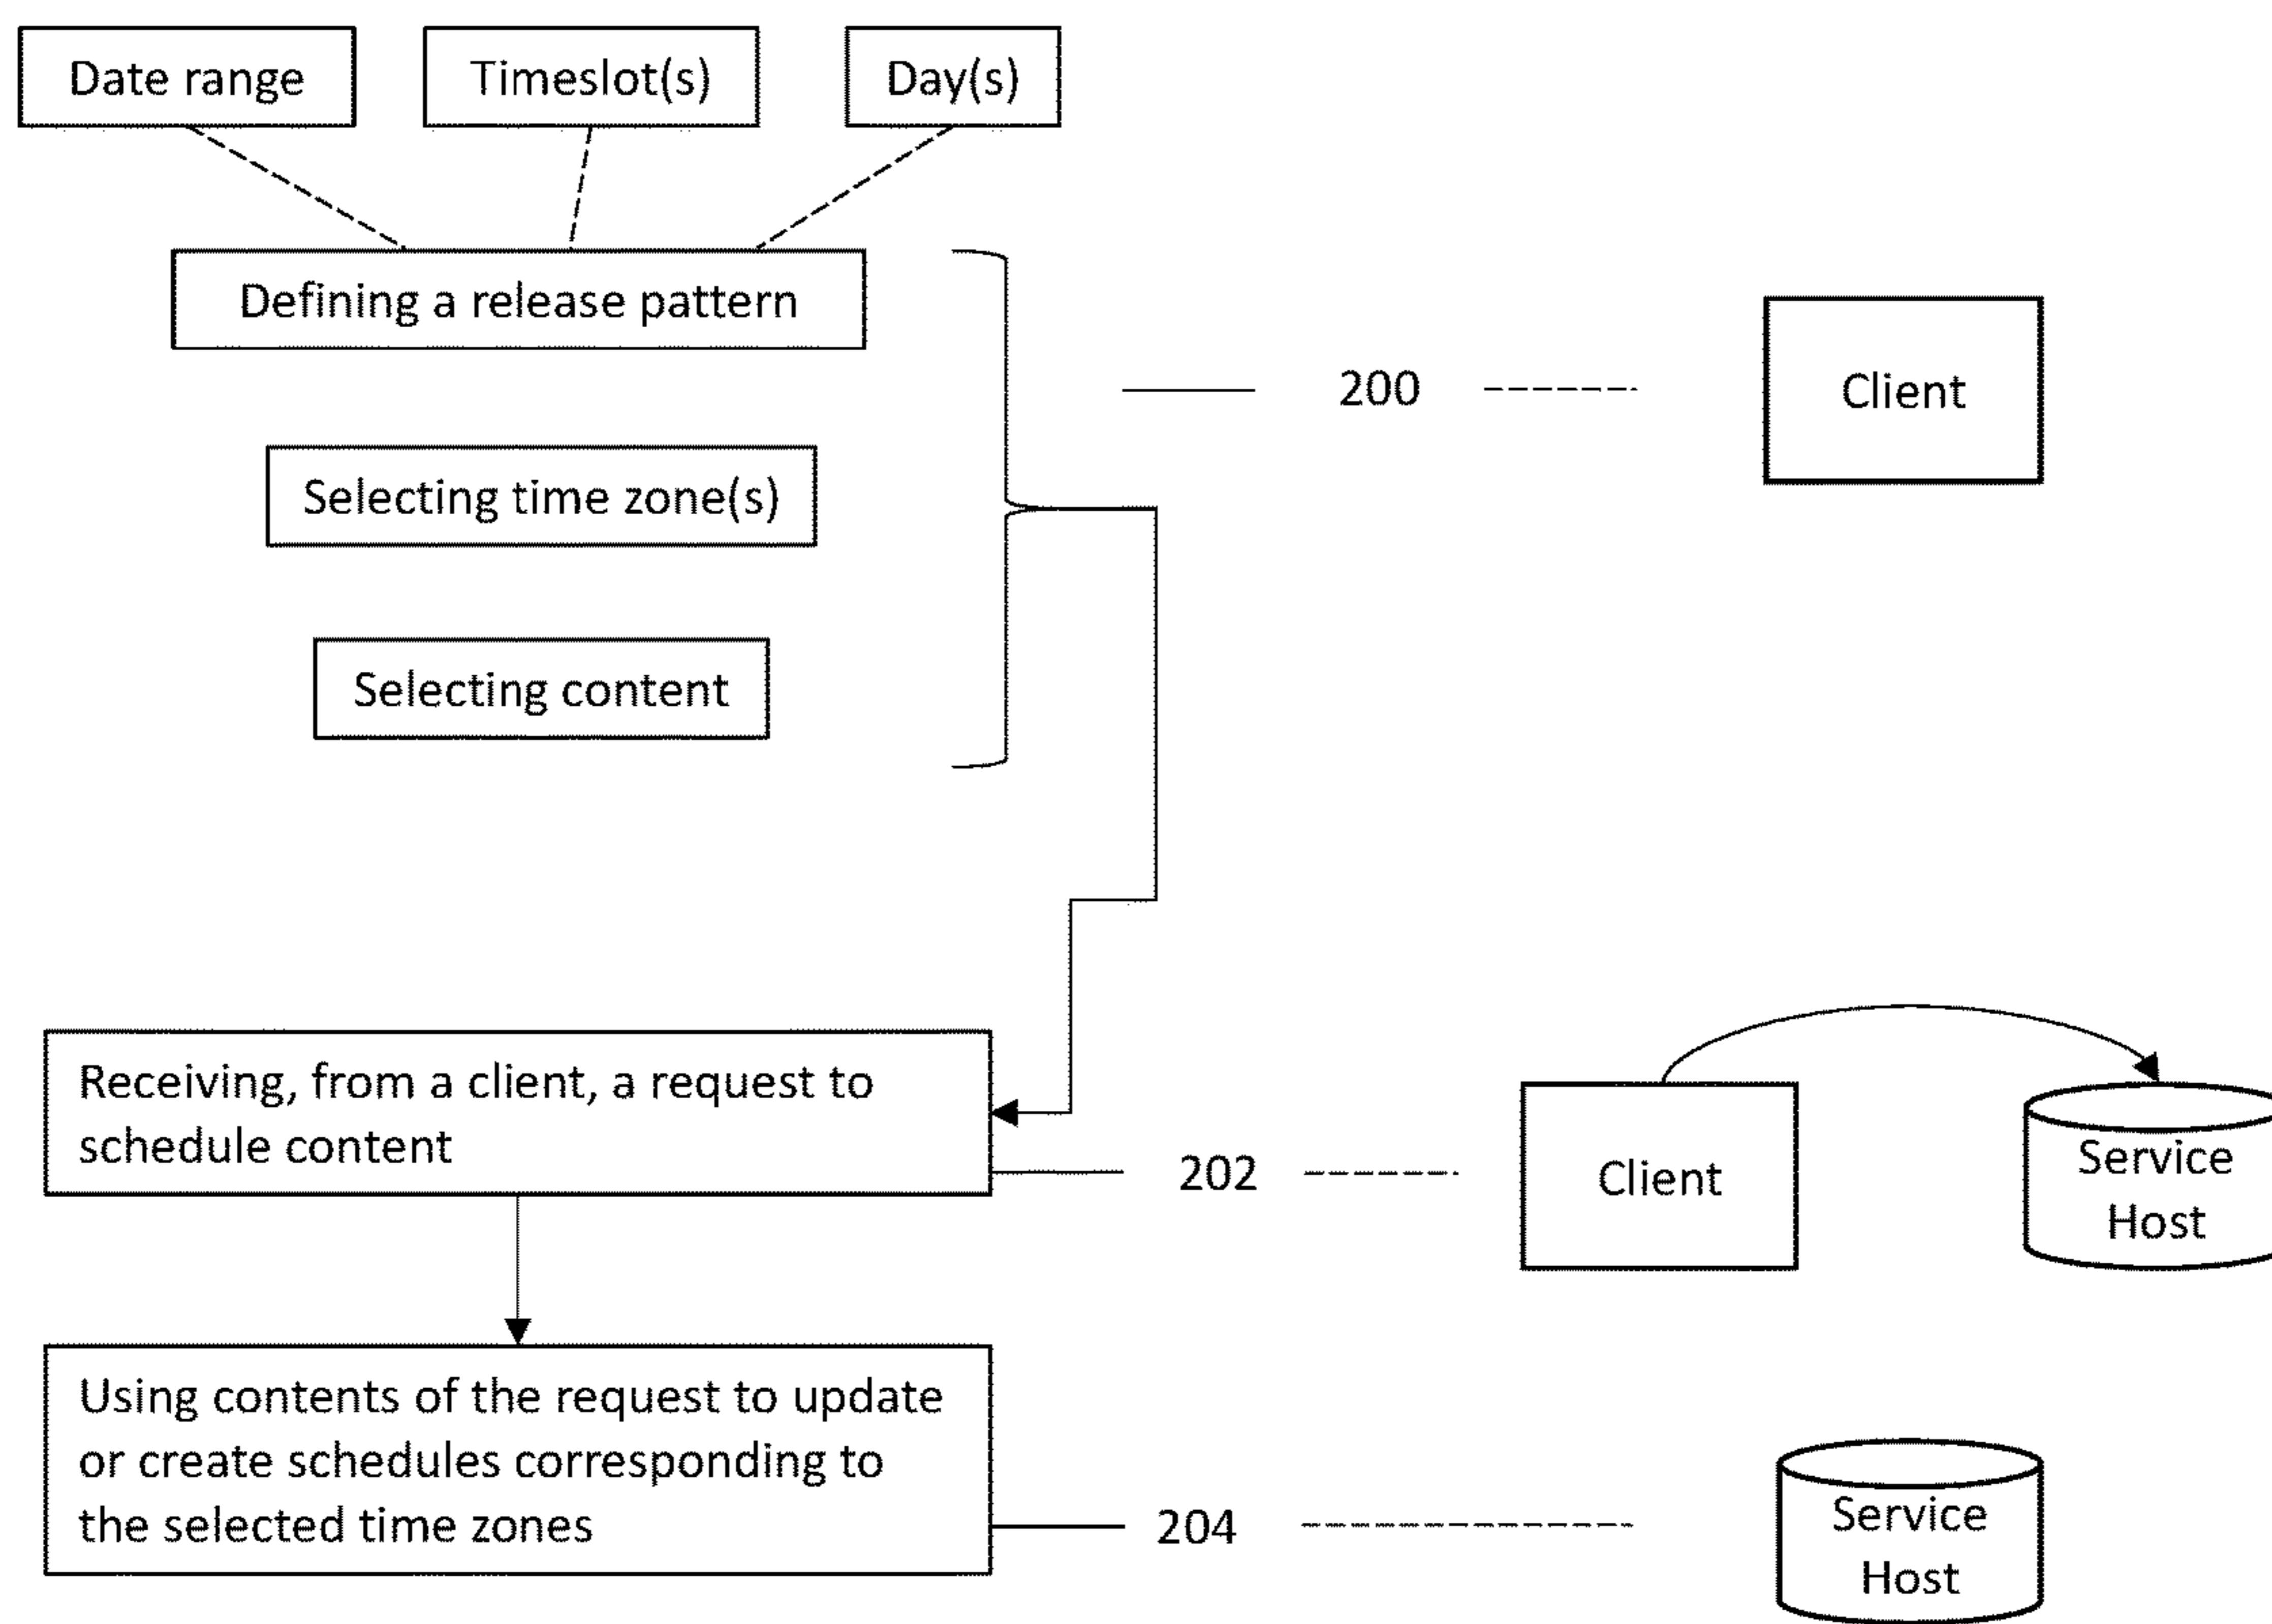 Date range
Timeslot(s)
Day(s)
Defining a release pattern
200
Client
Selecting time zone(s)
Selecting content
Receiving, from a client, a request to
schedule content
202
Client
Service
Host
Using contents of the request to update
or create schedules corresponding to
the selected time zones
204
Service
Host